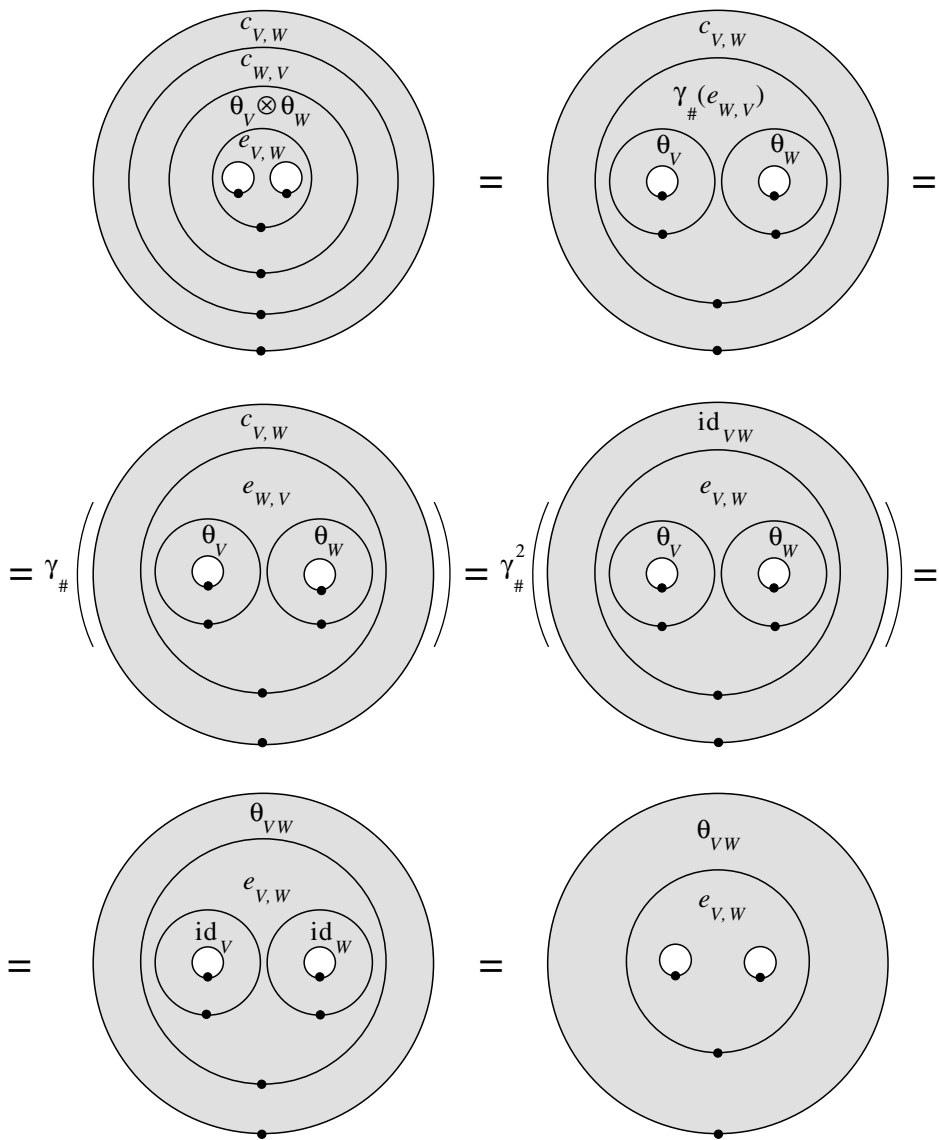 c_{V,W}
c_{W,V}
θ_V ⊗ θ_W
e_{V,W}
=
c_{V,W}
γ_#(e_{W,V})
θ_V θ_W
=
= γ_# (
c_{V,W}
e_{W,V}
θ_V θ_W
)
= γ_#^2 (
id_{VW}
e_{V,W}
θ_V θ_W
) =
=
θ_{VW}
e_{V,W}
id_V id_W
=
θ_{VW}
e_{V,W}